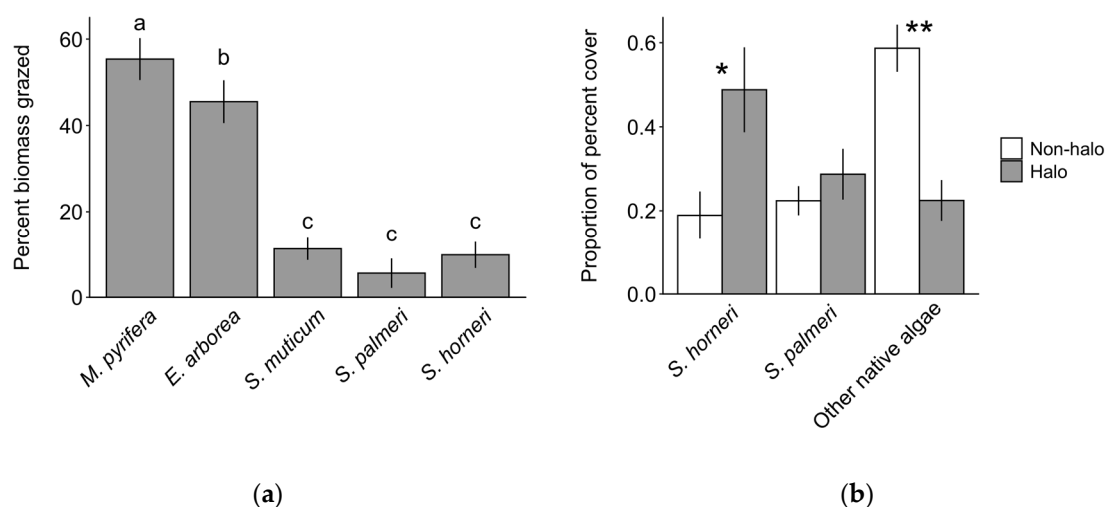 Percent biomass grazed
60
40
20
0
a
b
c
c
c
M. pyrifera
E. arborea
S. muticum
S. palmeri
S. horneri
(a)
Proportion of percent cover
0.6
0.4
0.2
0.0
*
**
S. horneri
S. palmeri
Other native algae
Non-halo
Halo
(b)